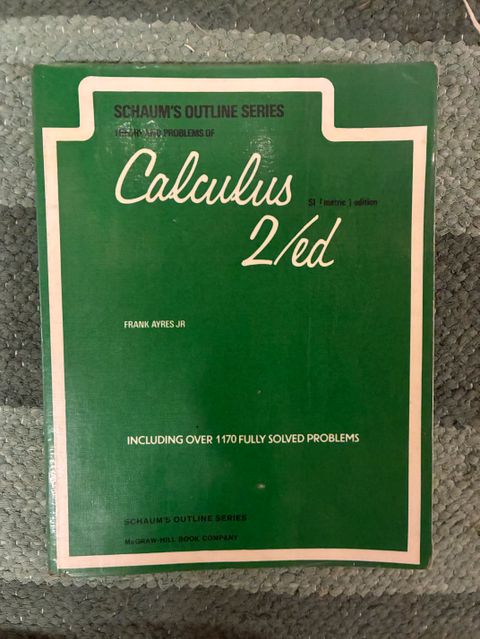 SCHAUM'S OUTLINE SERIES
THEORY AND PROBLEMS OF
Calculus
SI (metric) edition
2/ed
FRANK AYRES JR
INCLUDING OVER 1170 FULLY SOLVED PROBLEMS
SCHAUM'S OUTLINE SERIES
McGRAW-HILL BOOK COMPANY